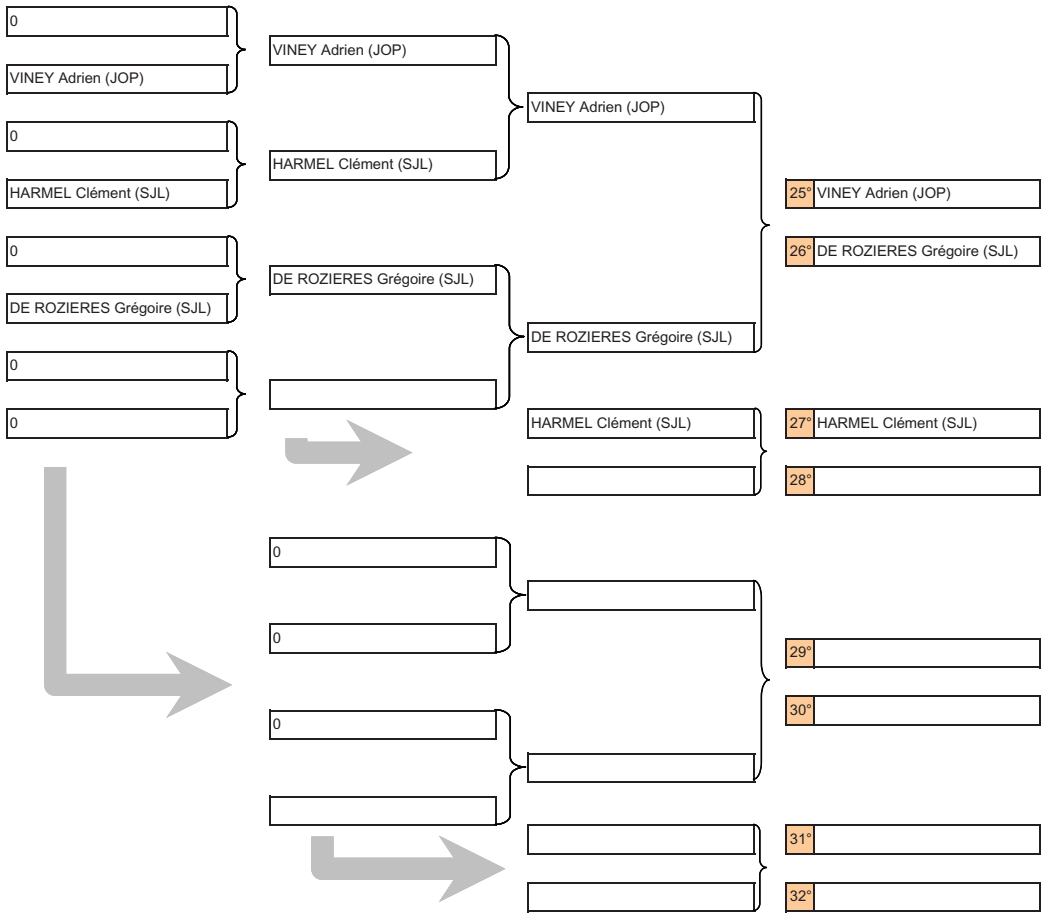 0
VINEY Adrien (JOP)
0
HARMEL Clément (SJL)
0
DE ROZIERES Grégoire (SJL)
0
0
VINEY Adrien (JOP)
HARMEL Clément (SJL)
DE ROZIERES Grégoire (SJL)
VINEY Adrien (JOP)
DE ROZIERES Grégoire (SJL)
HARMEL Clément (SJL)
25° VINEY Adrien (JOP)
26° DE ROZIERES Grégoire (SJL)
27° HARMEL Clément (SJL)
28°
0
0
0
29°
30°
31°
32°